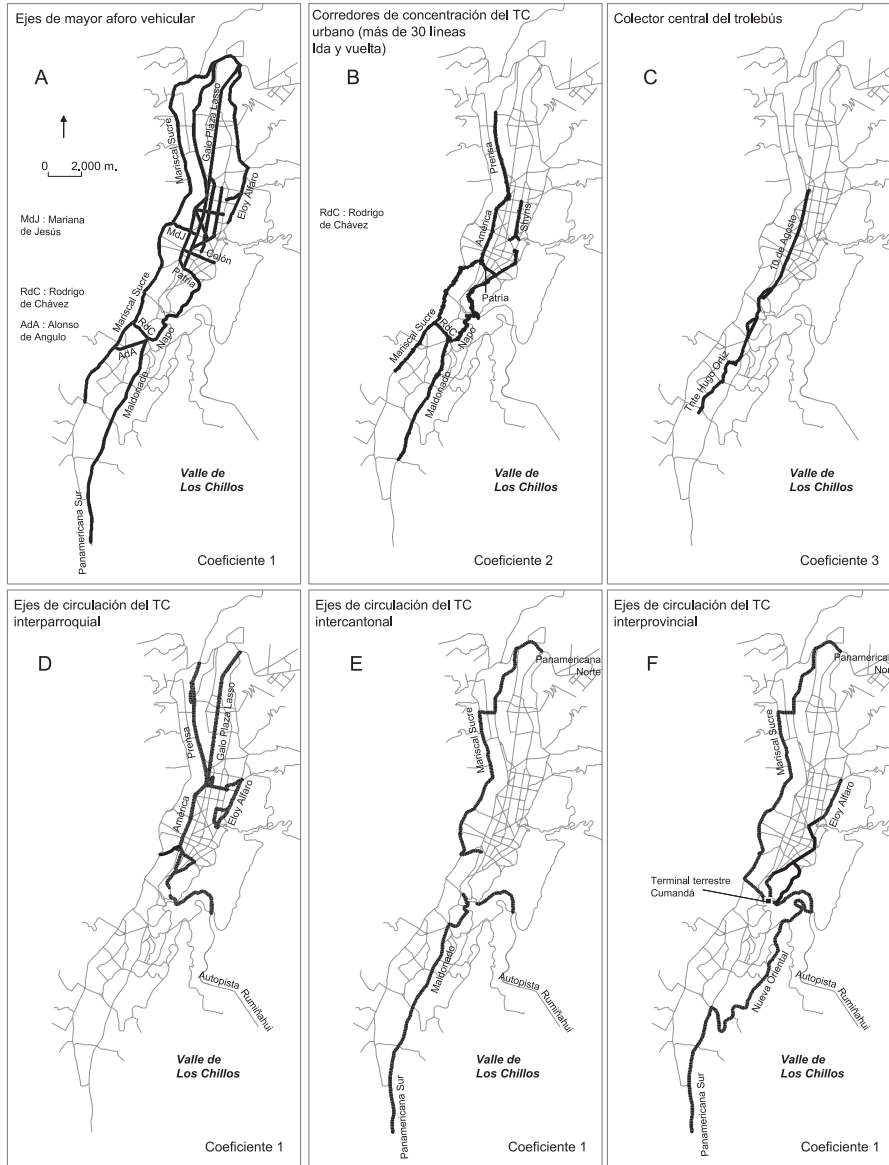 Ejes de mayor aforo vehicular
A
0 2,000 m.
MdJ : Mariana
de Jesús
RdC : Rodrigo
de Chàvez
AdA : Alonso
de Angulo
Mariscal Sucre
Galo Plaza Lasso
Eloy Alfaro
MdJ
Colón
Patria
Mariscal Sucre
RdC
Napo
AdA
Maldonado
Panamericana Sur
Valle de
Los Chillos
Coeficiente 1
Corredores de concentración del TC
urbano (más de 30 líneas
Ida y vuelta)
B
RdC : Rodrigo
de Chávez
Prensa
América
Shyris
Patría
Mariscal Sucre
RdC
Napo
Maldonado
Valle de
Los Chillos
Coeficiente 2
Colector central del trolebús
C
10 de Agosto
Tnte Hugo Ortiz
Valle de
Los Chillos
Coeficiente 3
Ejes de circulación del TC
interparroquial
D
Prensa
Galo Plaza Lasso
América
Eloy Alfaro
Autopista Rumiñahui
Valle de
Los Chillos
Coeficiente 1
Ejes de circulación del TC
intercantonal
E
Panamericana
Norte
Mariscal Sucre
Maldonado
Autopista Rumiñahui
Panamericana Sur
Valle de
Los Chillos
Coeficiente 1
Ejes de circulación del TC
interprovincial
F
Panamerical
Nor
Mariscal Sucre
Eloy Alfaro
Terminal terrestre
Cumandá
Nueva Oriental
Autopista Rumiñahui
Panamericana Sur
Valle de
Los Chillos
Coeficiente 1